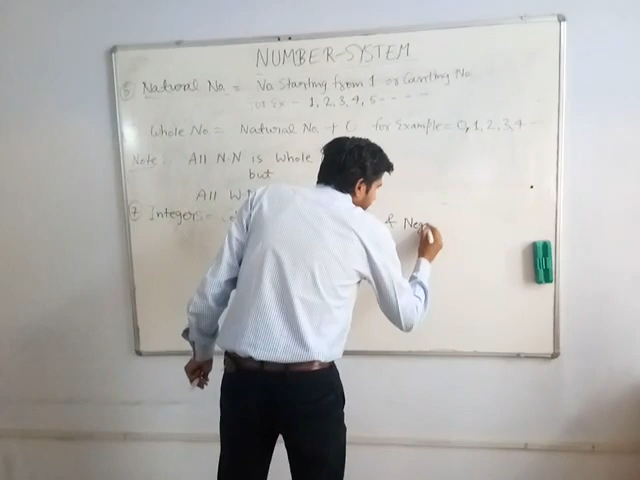 NUMBER-SYSTEM
Natural No = No Starting from 1 or Counting No
or Ex - 1, 2, 3, 4, 5 - - - -
Whole No = Natural No + for Example = 0, 1, 2, 3, 4 - -
Note. All N.N is Whole
but
All W.N
7 Integers & Neg